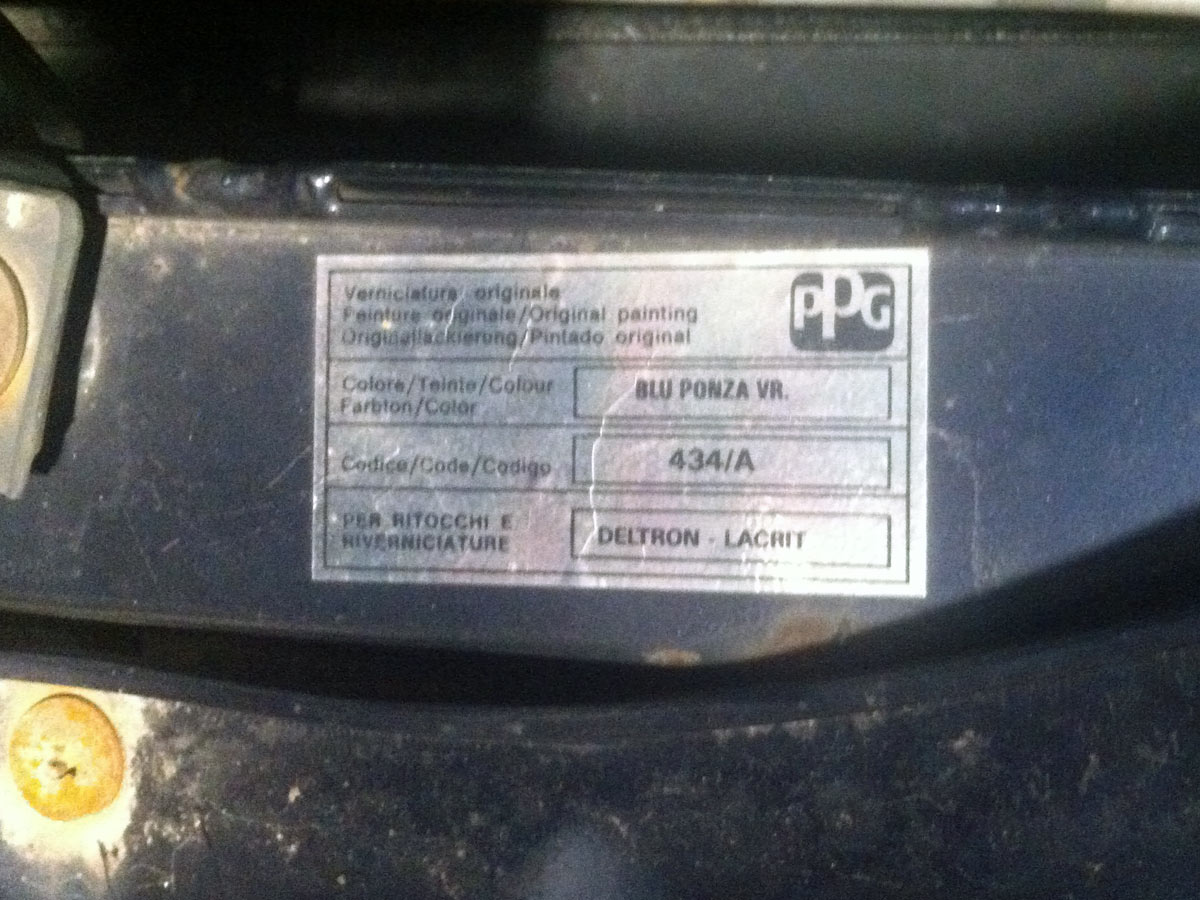 Verniciatura originale
Peinture originale/Original painting
Originallackierung/Pintado original
PPG
Colore/Teinte/Colour
Farbton/Color
BLU PONZA VR.
Codice/Code/Codigo
434/A
PER RITOCCHI E
RIVERNICIATURE
DELTRON - LACRIT